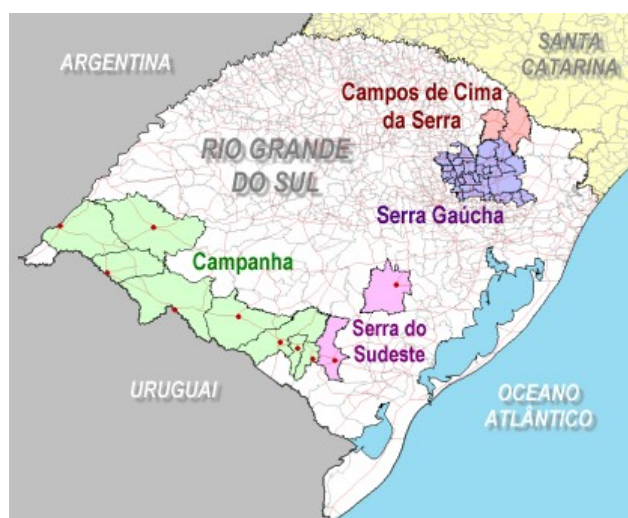 ARGENTINA
SANTA
CATARINA
Campos de Cima
da Serra
RIO GRANDE
DO SUL
Serra Gaúcha
Campanha
Serra do
Sudeste
URUGUAI
OCEANO
ATLÂNTICO